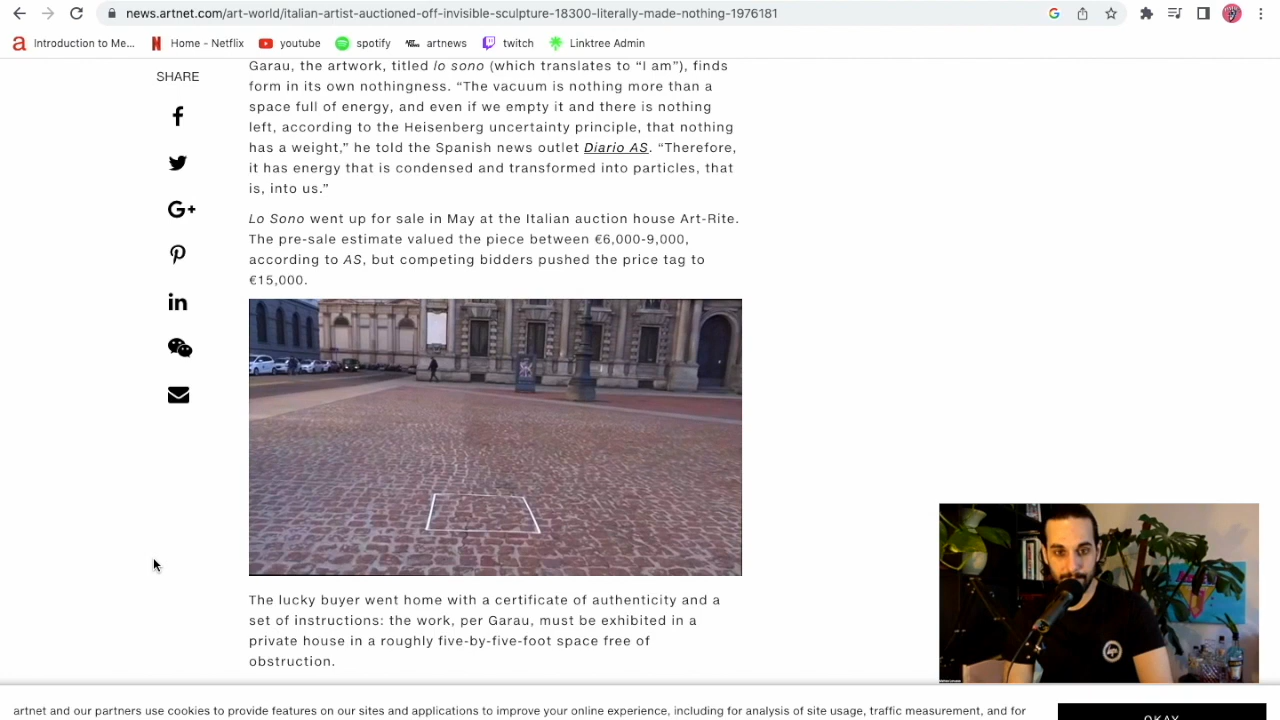 news.artnet.com/art-world/italian-artist-auctioned-off-invisible-sculpture-18300-literally-made-nothing-1976181
Introduction to Me... Home - Netflix youtube spotify artnews twitch Linktree Admin
SHARE
Garau, the artwork, titled Io sono (which translates to “I am”), finds
form in its own nothingness. “The vacuum is nothing more than a
space full of energy, and even if we empty it and there is nothing
left, according to the Heisenberg uncertainty principle, that nothing
has a weight,” he told the Spanish news outlet Diario AS. “Therefore,
it has energy that is condensed and transformed into particles, that
is, into us.”
Lo Sono went up for sale in May at the Italian auction house Art-Rite.
The pre-sale estimate valued the piece between €6,000-9,000,
according to AS, but competing bidders pushed the price tag to
€15,000.
The lucky buyer went home with a certificate of authenticity and a
set of instructions: the work, per Garau, must be exhibited in a
private house in a roughly five-by-five-foot space free of
obstruction.
artnet and our partners use cookies to provide features on our sites and applications to improve your online experience, including for analysis of site usage, traffic measurement, and for
OKAY